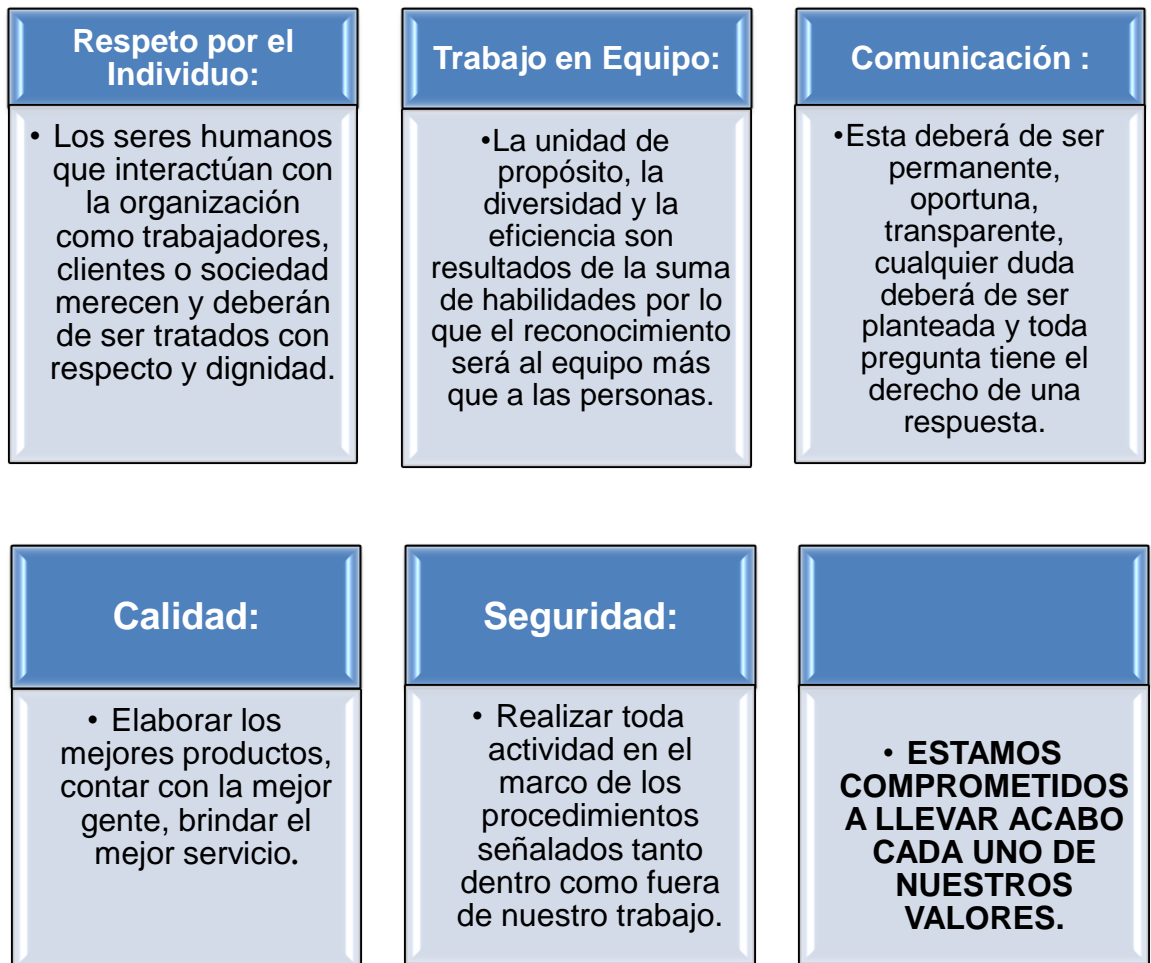 Respeto por el
Individuo:
• Los seres humanos
que interactúan con
la organización
como trabajadores,
clientes o sociedad
merecen y deberán
de ser tratados con
respecto y dignidad.
Trabajo en Equipo:
•La unidad de
propósito, la
diversidad y la
eficiencia son
resultados de la suma
de habilidades por lo
que el reconocimiento
será al equipo más
que a las personas.
Comunicación :
•Esta deberá de ser
permanente,
oportuna,
transparente,
cualquier duda
deberá de ser
planteada y toda
pregunta tiene el
derecho de una
respuesta.
Calidad:
• Elaborar los
mejores productos,
contar con la mejor
gente, brindar el
mejor servicio.
Seguridad:
• Realizar toda
actividad en el
marco de los
procedimientos
señalados tanto
dentro como fuera
de nuestro trabajo.
• ESTAMOS
COMPROMETIDOS
A LLEVAR ACABO
CADA UNO DE
NUESTROS
VALORES.